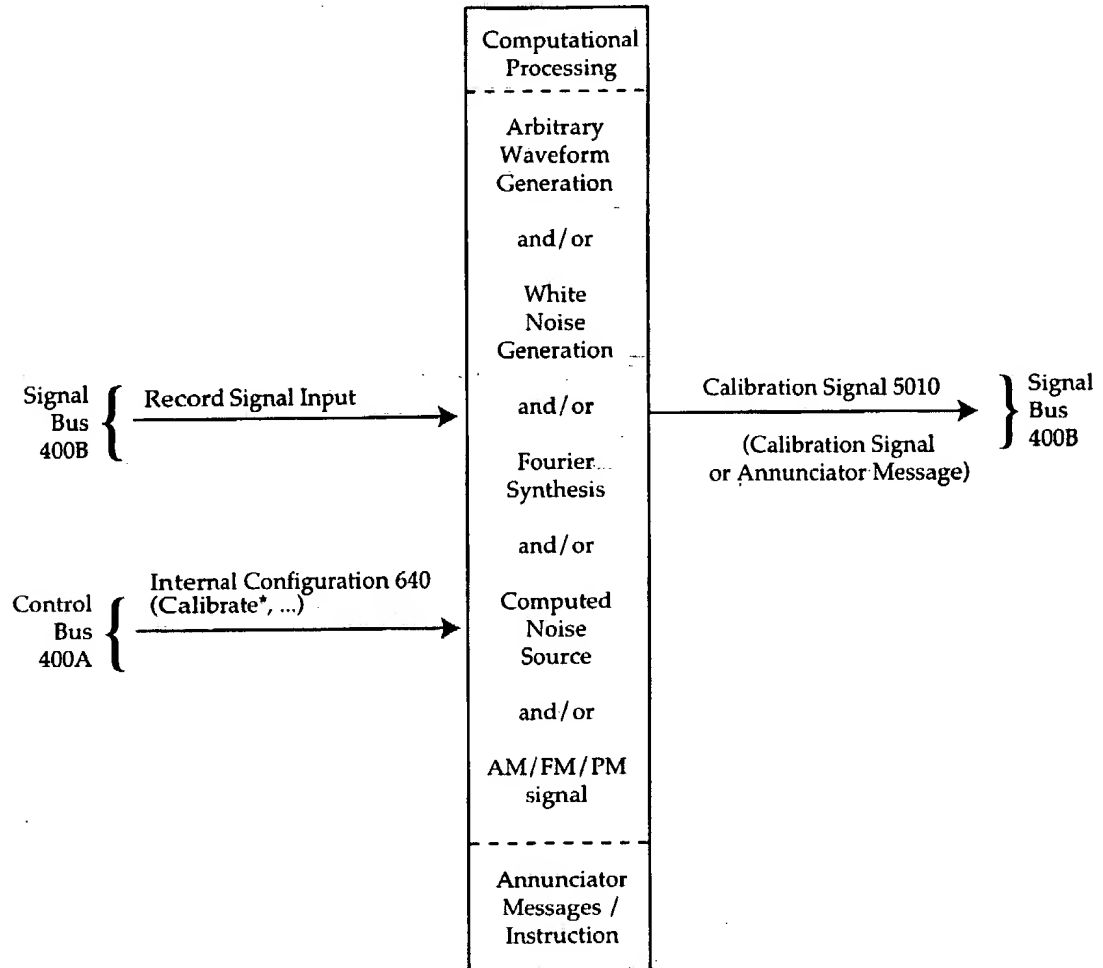 Computational
Processing
Arbitrary
Waveform
Generation
and/or
White
Noise
Generation
Signal
Bus
400B
Record Signal Input
and/or
Calibration Signal 5010
(Calibration Signal
or Annunciator Message)
Signal
Bus
400B
Fourier
Synthesis
and/or
Control
Bus
400A
Internal Configuration 640
(Calibrate*, ...)
Computed
Noise
Source
and/or
AM/FM/PM
signal
Annunciator
Messages /
Instruction